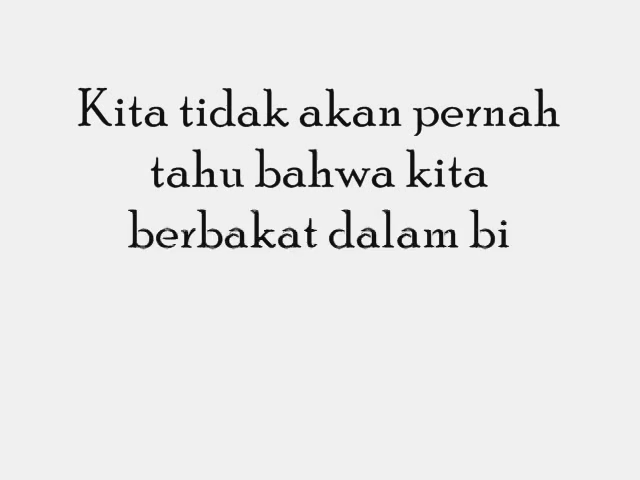 Kita tidak akan pernah
tahu bahwa kita
berbakat dalam bi